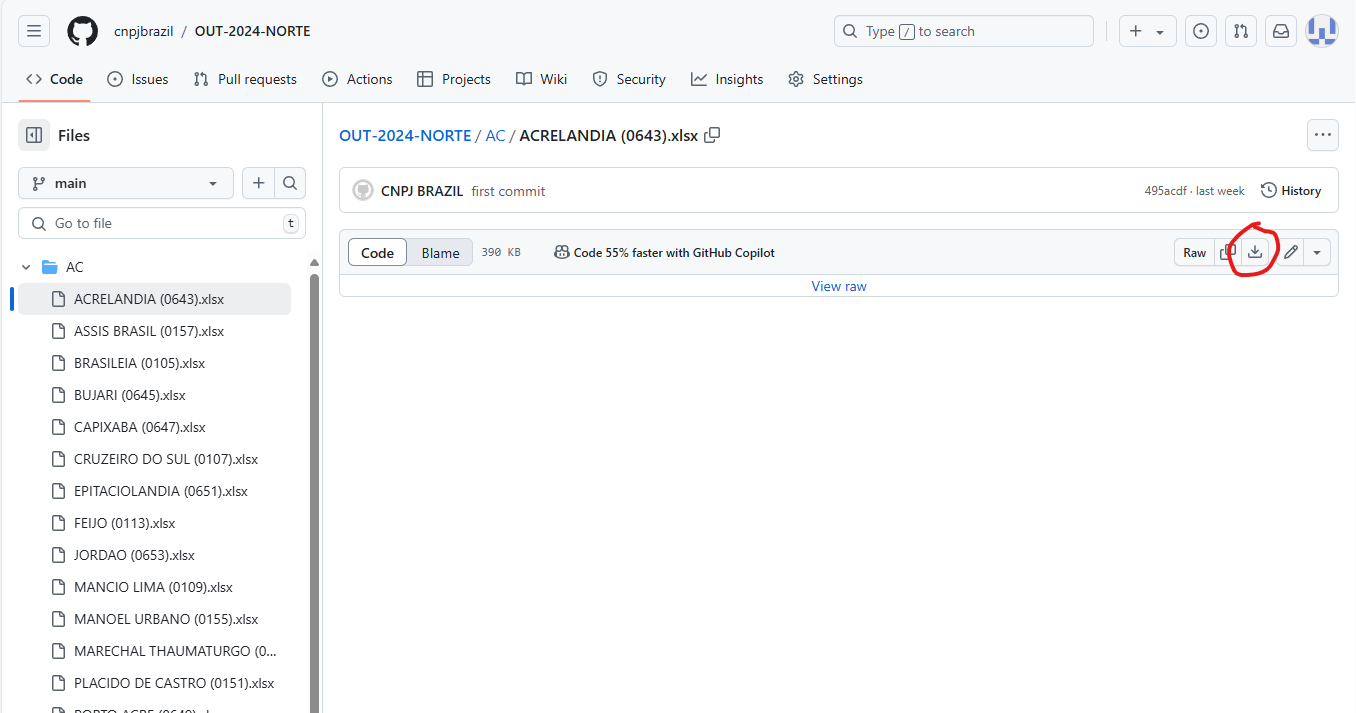 cnpjbrazil / OUT-2024-NORTE
Type / to search
Code Issues Pull requests Actions Projects Wiki Security Insights Settings
Files
main
Go to file t
AC
ACRELANDIA (0643).xlsx
ASSIS BRASIL (0157).xlsx
BRASILEIA (0105).xlsx
BUJARI (0645).xlsx
CAPIXABA (0647).xlsx
CRUZEIRO DO SUL (0107).xlsx
EPITACIOLANDIA (0651).xlsx
FEIJO (0113).xlsx
JORDAO (0653).xlsx
MANCIO LIMA (0109).xlsx
MANOEL URBANO (0155).xlsx
MARECHAL THAUMATURGO (0...
PLACIDO DE CASTRO (0151).xlsx
OUT-2024-NORTE / AC / ACRELANDIA (0643).xlsx
CNPJ BRAZIL first commit
495acdf · last week History
Code Blame 390 KB Code 55% faster with GitHub Copilot Raw
View raw